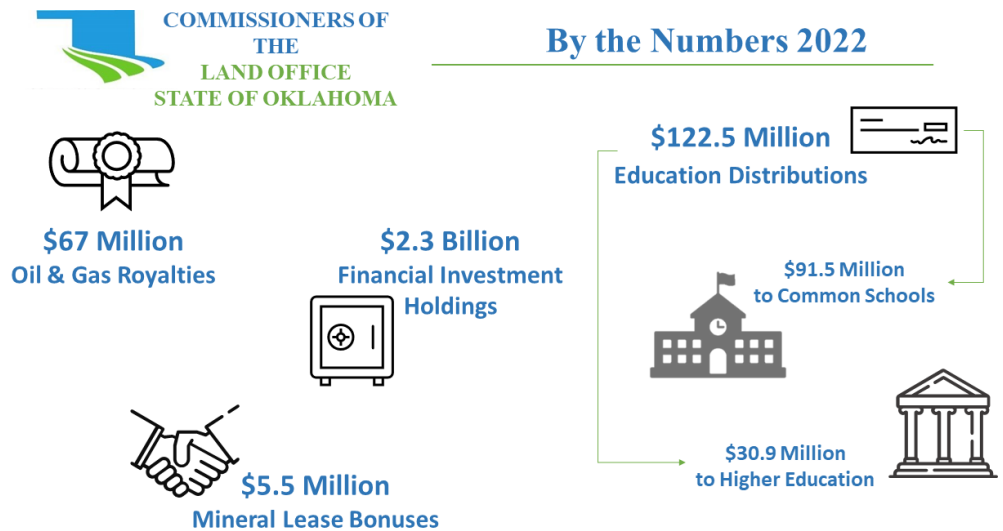 COMMISSIONERS OF
THE
LAND OFFICE
STATE OF OKLAHOMA
By the Numbers 2022
$67 Million
Oil & Gas Royalties
$2.3 Billion
Financial Investment
Holdings
$5.5 Million
Mineral Lease Bonuses
$122.5 Million
Education Distributions
$91.5 Million
to Common Schools
$30.9 Million
to Higher Education